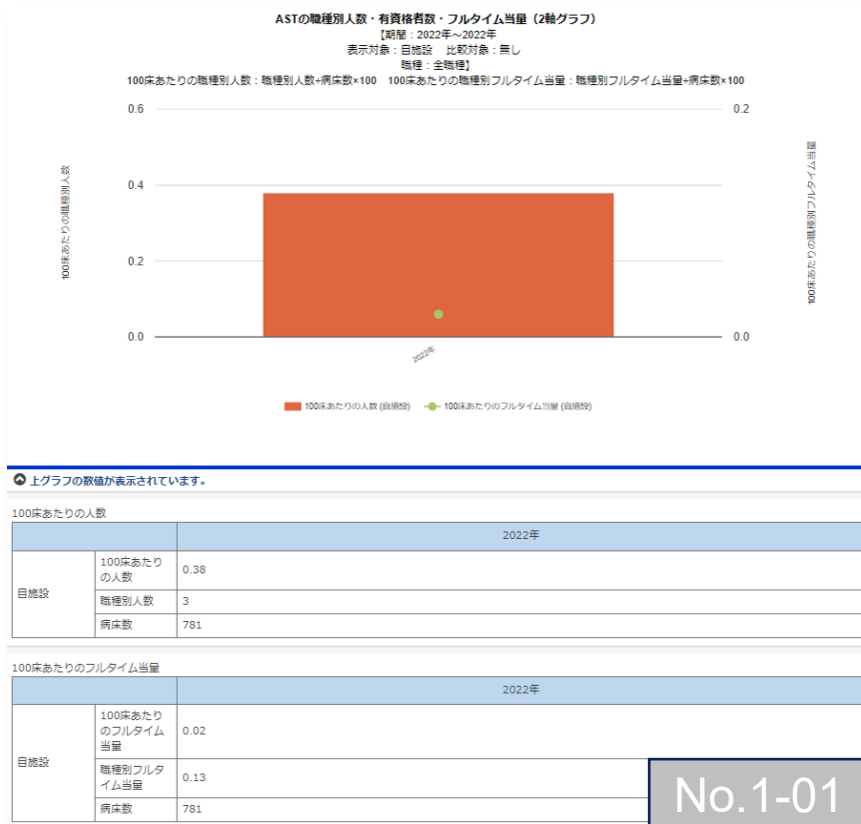 ASTの職種別人数・有資格者数・フルタイム当量（2軸グラフ）
【期間：2022年～2022年
表示対象：自施設　比較対象：無し
職種：全職種】
100床あたりの職種別人数：職種別人数÷病床数×100　100床あたりの職種別フルタイム当量：職種別フルタイム当量÷病床数×100
0.6
0.4
0.2
0.0
100床あたりの職種別人数
0.2
0.0
100床あたりの職種別フルタイム当量
2022年
100床あたりの人数 (自施設)
100床あたりのフルタイム当量 (自施設)
上グラフの数値が表示されています。
100床あたりの人数
2022年
自施設
100床あたり
の人数
0.38
職種別人数
3
病床数
781
100床あたりのフルタイム当量
2022年
自施設
100床あたり
のフルタイム
当量
0.02
職種別フルタ
イム当量
0.13
病床数
781
No.1-01